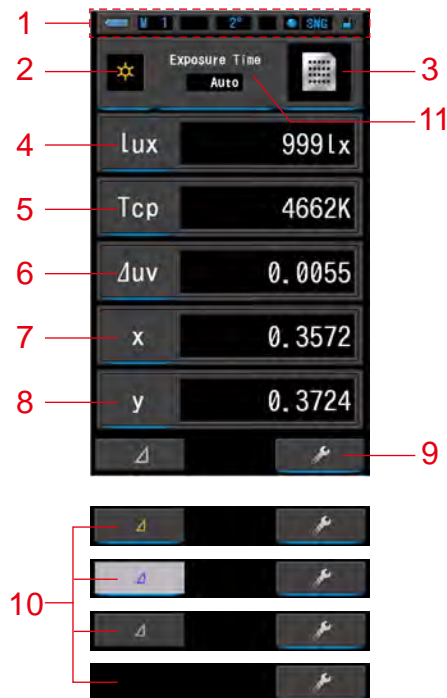 1 M 1 2° SNG
2 Exposure Time 3
Auto
11
4 lux 999lx
5 Tcp 4662K
6 Δuv 0.0055
7 x 0.3572
8 y 0.3724
Δ 9
Δ
Δ
10
Δ